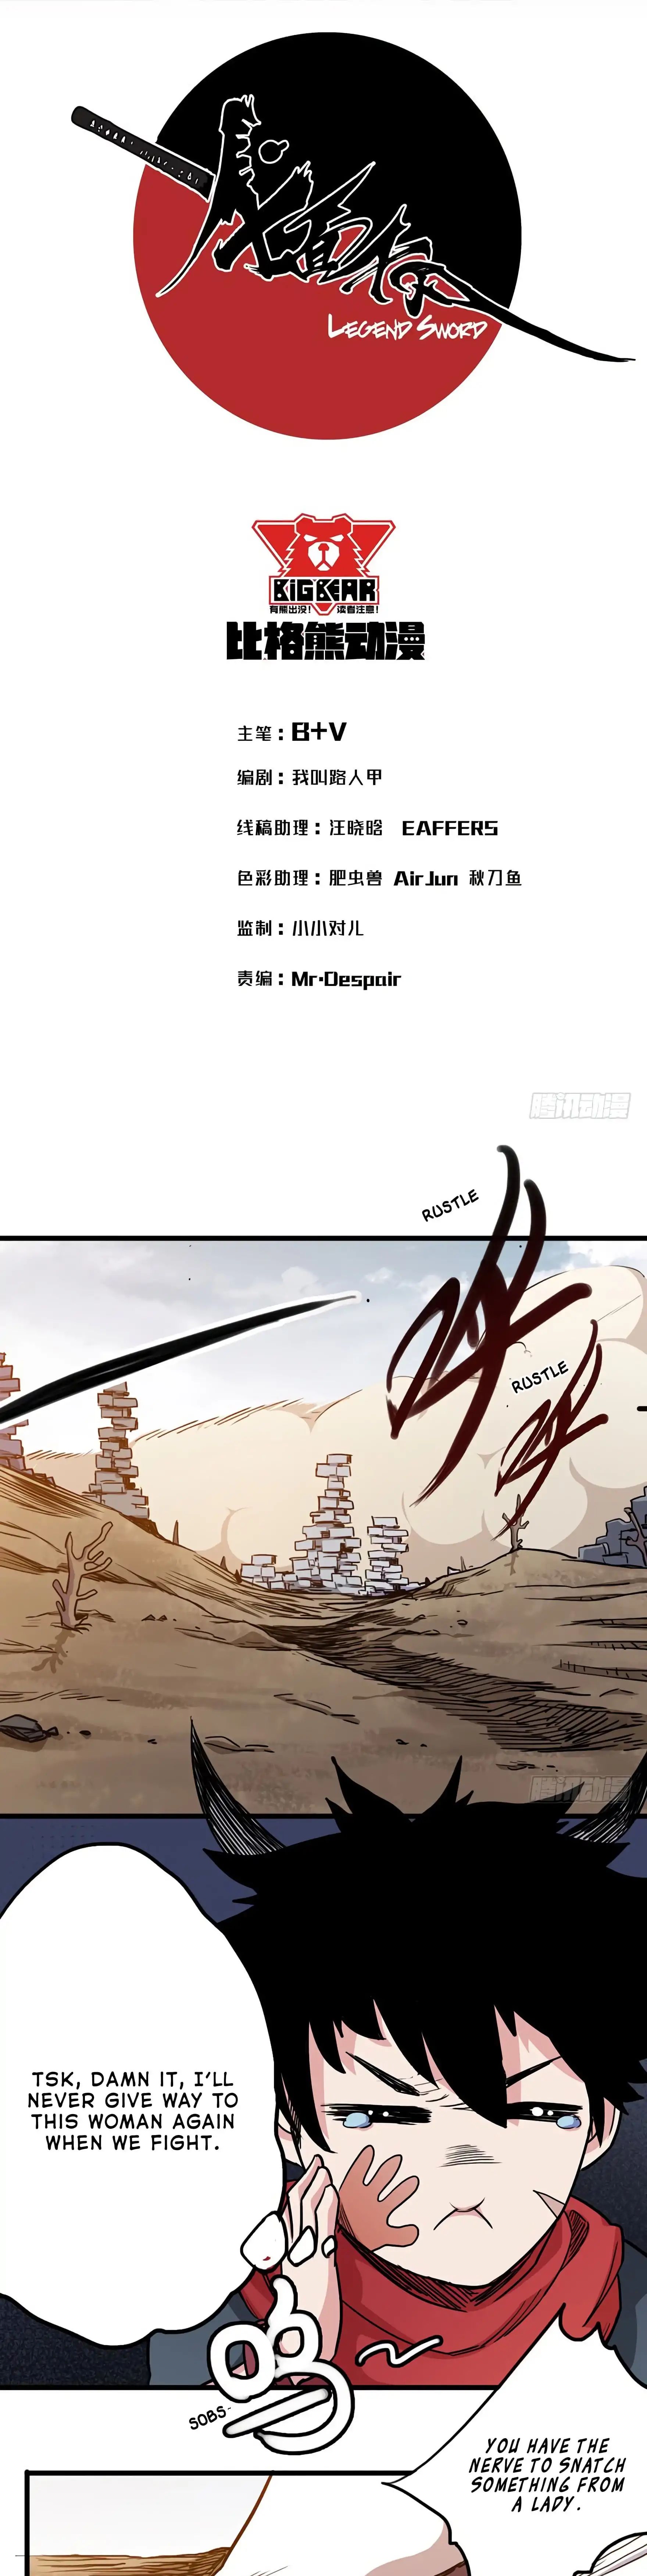 LEGEND SWORD
BIGBEAR
有熊出没! 读者注意!
比格熊动漫
主笔:B+V
编剧:我叫路人甲
线稿助理:汪晓晗 EAFFERS
色彩助理:肥虫兽 AirJun 秋刀鱼
监制:小小对儿
责编:Mr·Despair
腾讯动漫
RUSTLE
呼
RUSTLE
呼
腾讯动漫
TSK, DAMN IT, I'LL
NEVER GIVE WAY TO
THIS WOMAN AGAIN
WHEN WE FIGHT.
呜~
SOBS~
YOU HAVE THE
NERVE TO SNATCH
SOMETHING FROM
A LADY.